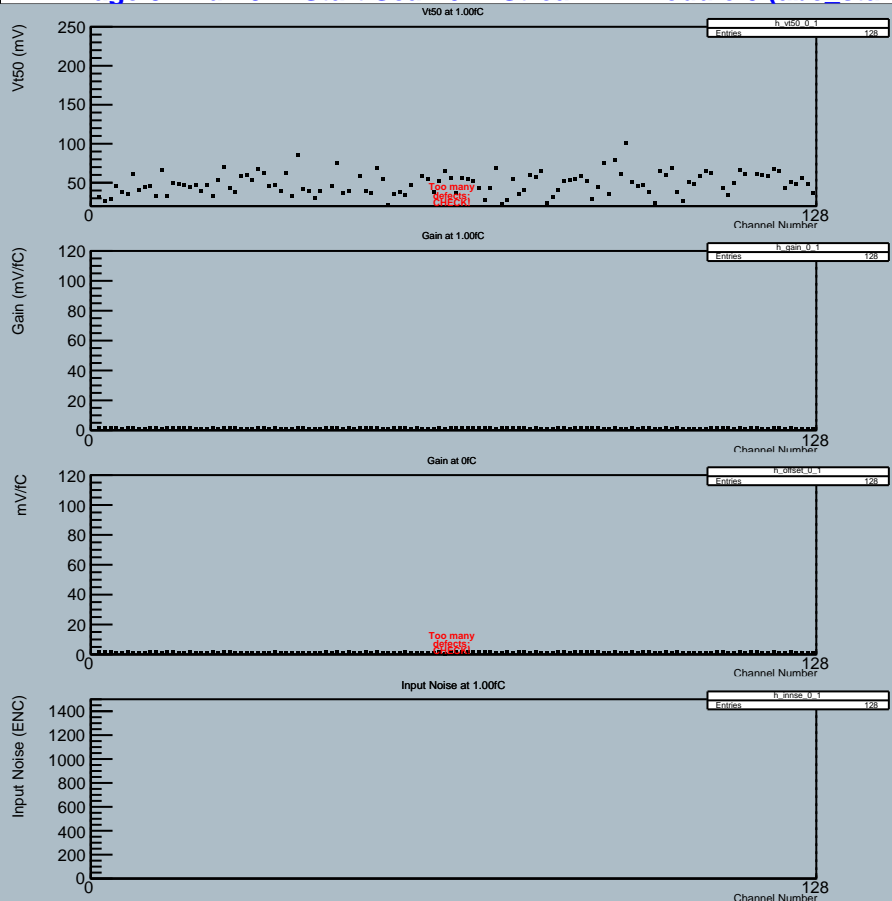 Vt50 at 1.00fC
h_vt50_0_1
Entries 128
Vt50 (mV)
250
200
150
100
50
Too many
defects:
CHECK!
0
128
Channel Number
Gain at 1.00fC
h_gain_0_1
Entries 128
Gain (mV/fC)
120
100
80
60
40
20
0
0
128
Channel Number
Gain at 0fC
h_offset_0_1
Entries 128
mV/fC
120
100
80
60
40
20
Too many
defects:
CHECK!
0
0
128
Channel Number
Input Noise at 1.00fC
h_innse_0_1
Entries 128
Input Noise (ENC)
1400
1200
1000
800
600
400
200
0
0
128
Channel Number